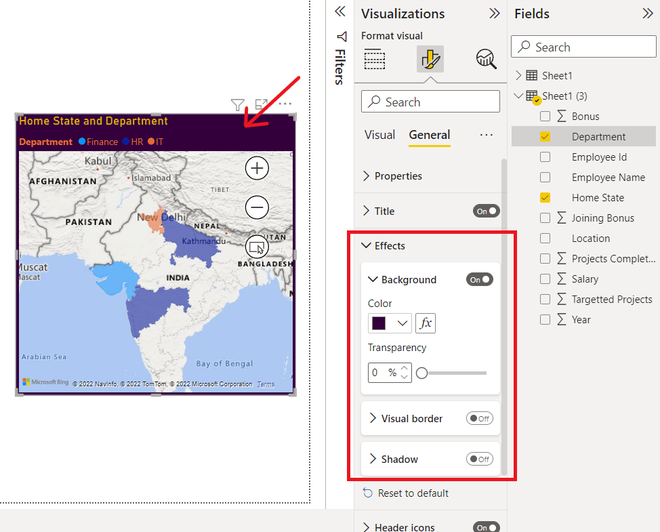 Home State and Department
Department Finance HR IT
Kabul
Islamabad
AFGHANISTAN
TIBET
PAKISTAN
New Delhi
NEPAL
Kathmandu
BHUTAN
BANGLADESH
Muscat
Mascat
INDIA
Arabian Sea
Bay of Bengal
Microsoft Bing
© 2022 NavInfo, © 2022 TomTom, © 2022 Microsoft Corporation Terms
Filters
Visualizations
Format visual
Search
Visual General
Properties
Title On
Effects
Background On
Color
fx
Transparency
0 %
Visual border Off
Shadow Off
Reset to default
Header icons On
Fields
Search
Sheet1
Sheet1 (3)
Bonus
Department
Employee Id
Employee Name
Home State
Joining Bonus
Location
Projects Complet...
Salary
Targetted Projects
Year